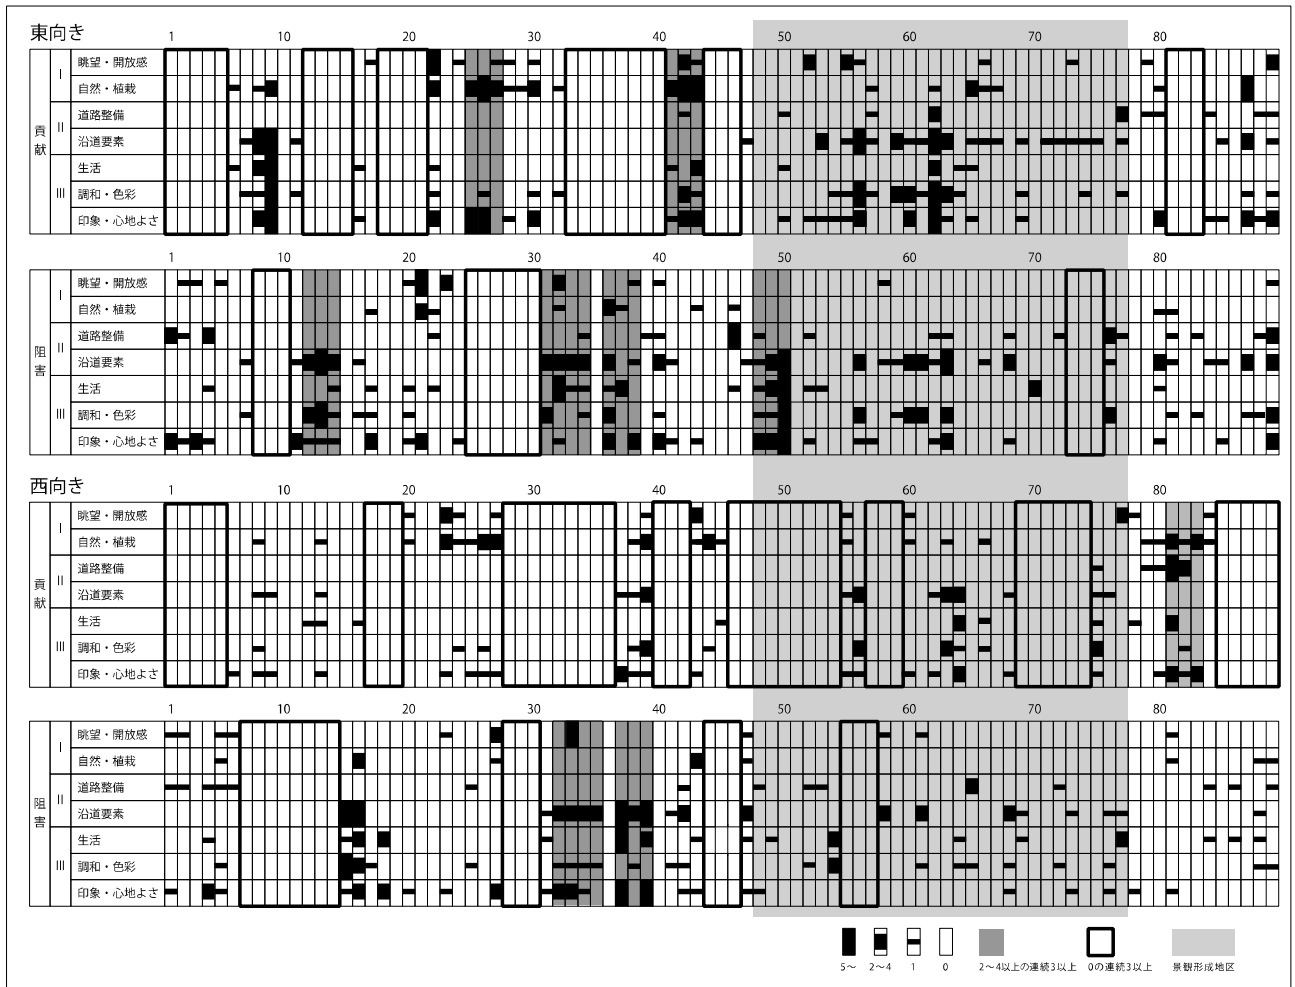 東向き
1 10 20 30 40 50 60 70 80
貢献
Ⅰ
眺望・開放感
自然・植栽
Ⅱ
道路整備
沿道要素
Ⅲ
生活
調和・色彩
印象・心地よさ
1 10 20 30 40 50 60 70 80
阻害
Ⅰ
眺望・開放感
自然・植栽
Ⅱ
道路整備
沿道要素
Ⅲ
生活
調和・色彩
印象・心地よさ
西向き
1 10 20 30 40 50 60 70 80
貢献
Ⅰ
眺望・開放感
自然・植栽
Ⅱ
道路整備
沿道要素
Ⅲ
生活
調和・色彩
印象・心地よさ
1 10 20 30 40 50 60 70 80
阻害
Ⅰ
眺望・開放感
自然・植栽
Ⅱ
道路整備
沿道要素
Ⅲ
生活
調和・色彩
印象・心地よさ
5～ 2～4 1 0 2～4以上の連続3以上 0の連続3以上 景観形成地区